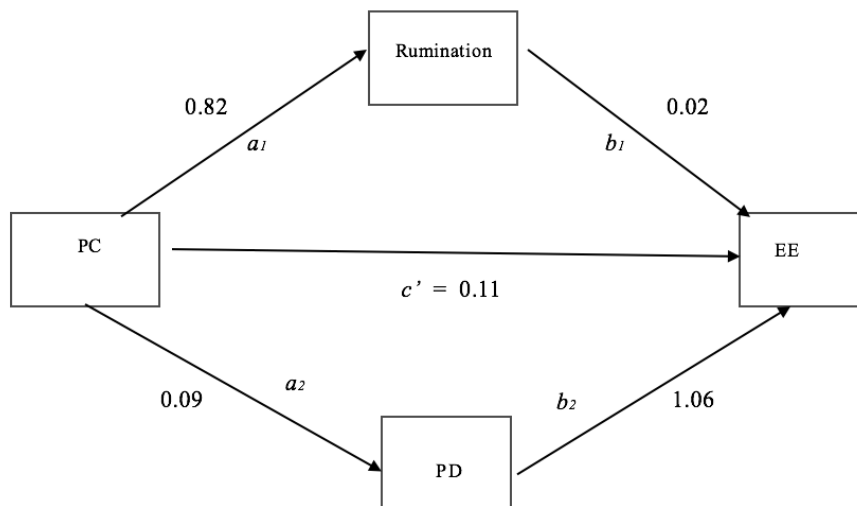 Rumination
0.82
0.02
a1
b1
PC
EE
c’ = 0.11
a2
0.09
b2
1.06
PD